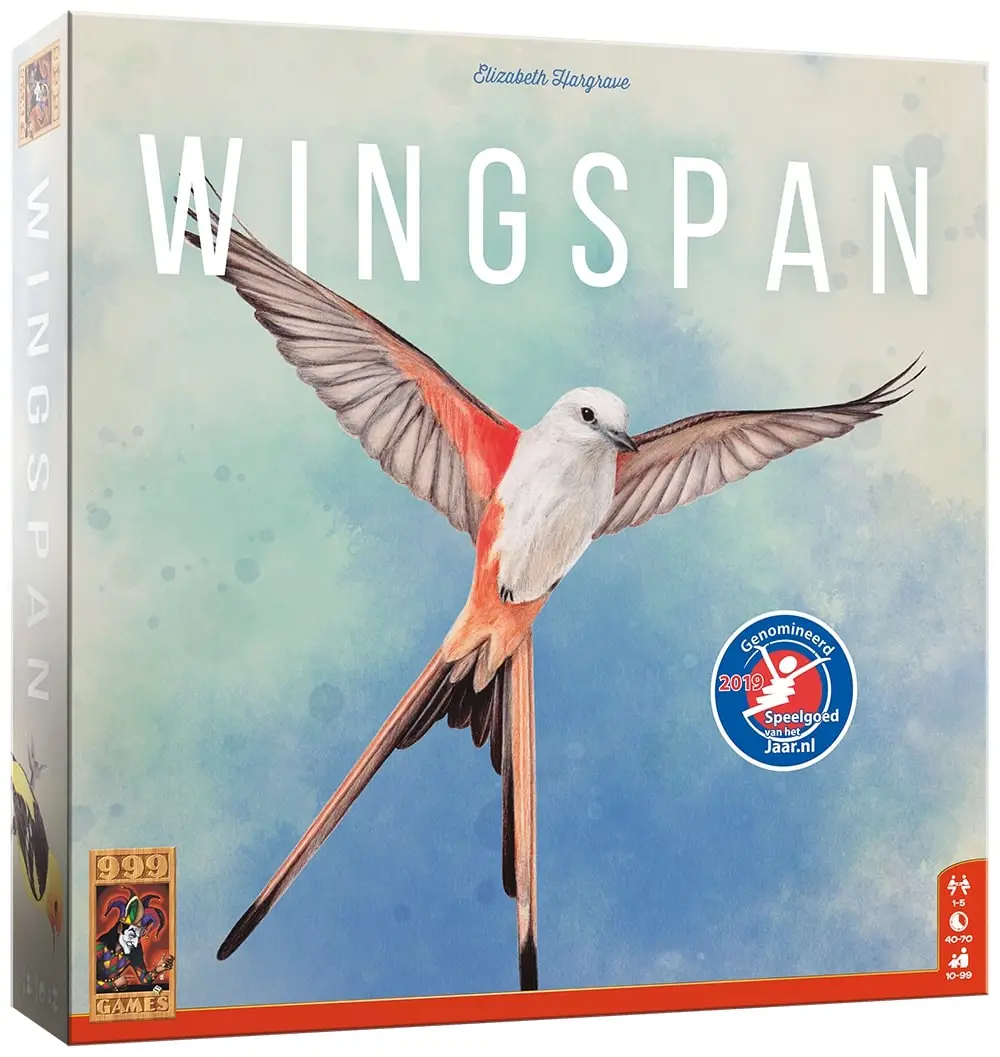 Elizabeth Hargrave
WINGSPAN
WINGSPAN
Genomineerd
2019
Speelgoed
van het
Jaar.nl
999
GAMES
1-5
40-70
10-99